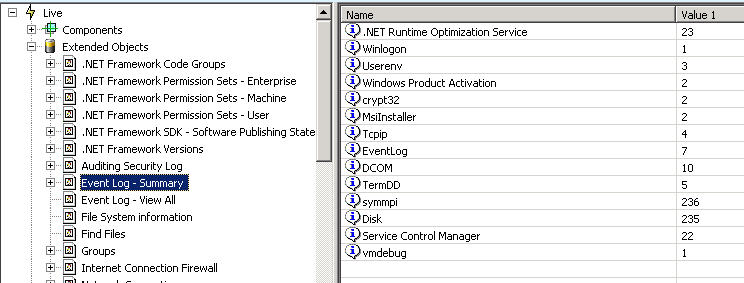 Live
Components
Extended Objects
.NET Framework Code Groups
.NET Framework Permission Sets - Enterprise
.NET Framework Permission Sets - Machine
.NET Framework Permission Sets - User
.NET Framework SDK - Software Publishing State
.NET Framework Versions
Auditing Security Log
Event Log - Summary
Event Log - View All
File System information
Find Files
Groups
Internet Connection Firewall
Name Value 1
.NET Runtime Optimization Service 23
Winlogon 1
Userenv 3
Windows Product Activation 2
crypt32 2
MsiInstaller 2
Tcpip 4
EventLog 7
DCOM 10
TermDD 5
symmpi 236
Disk 235
Service Control Manager 22
vmdebug 1